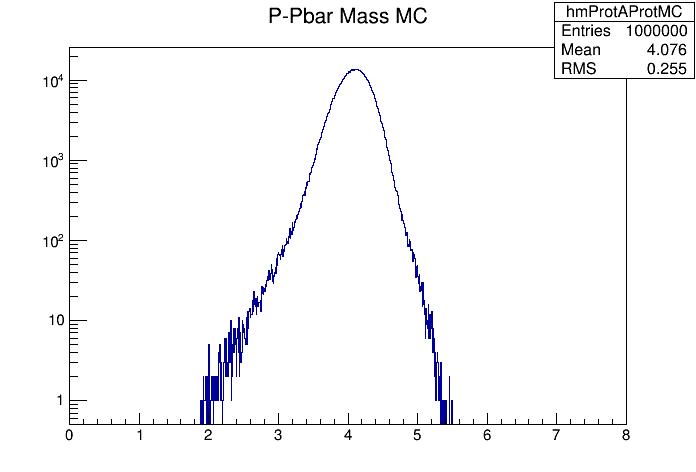 P-Pbar Mass MC
hmProtAProtMC
Entries 1000000
Mean 4.076
RMS 0.255
10⁴
10³
10²
10
1
0 1 2 3 4 5 6 7 8